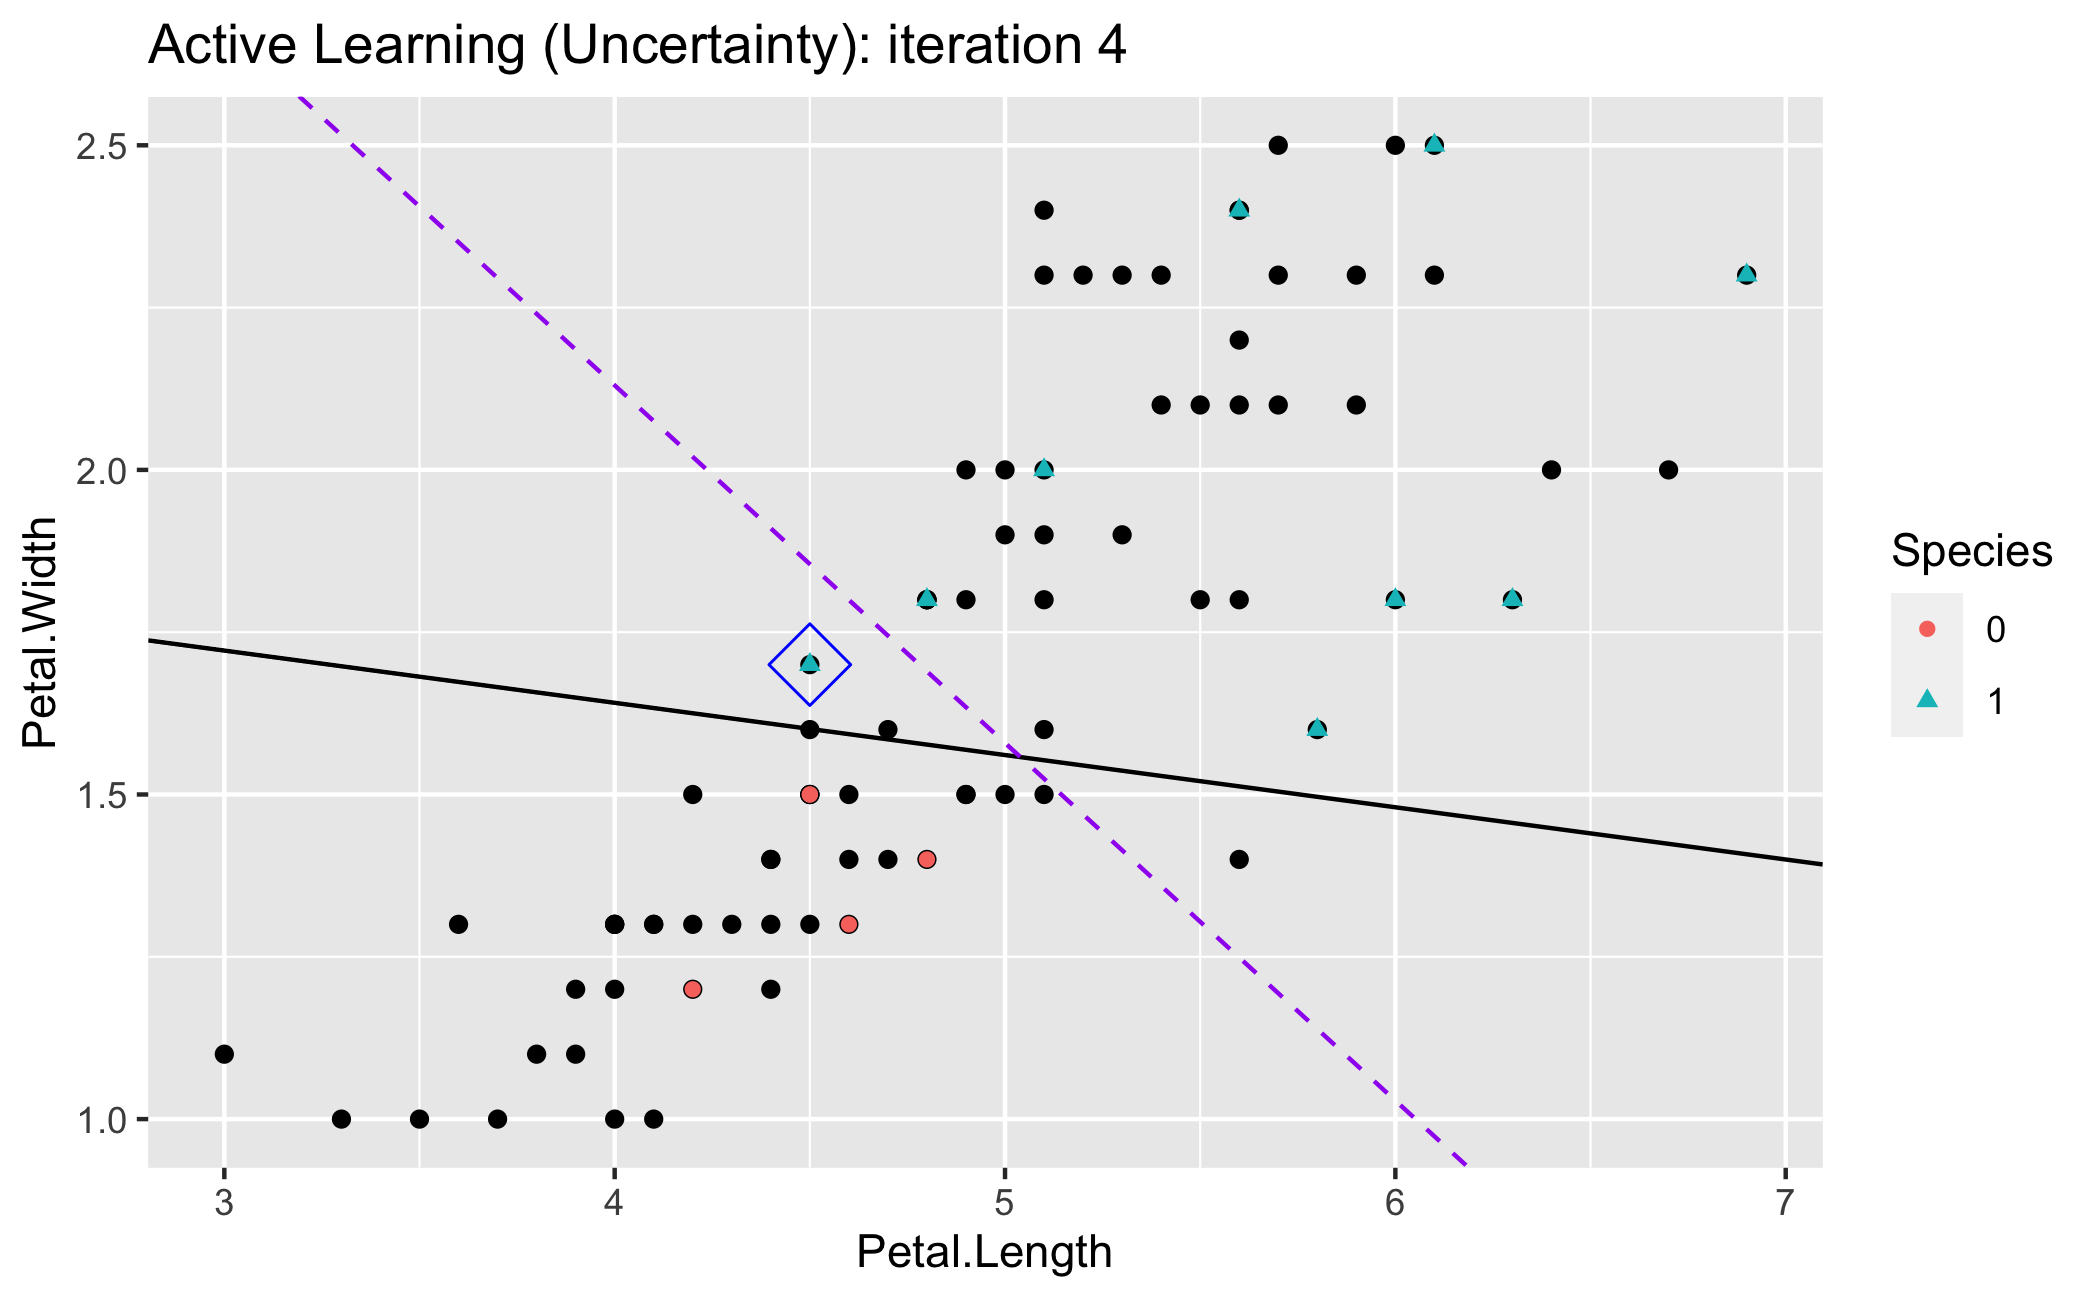 Active Learning (Uncertainty): iteration 4
2.5
2.0
1.5
1.0
Petal.Width
3 4 5 6 7
Petal.Length
Species
0
1